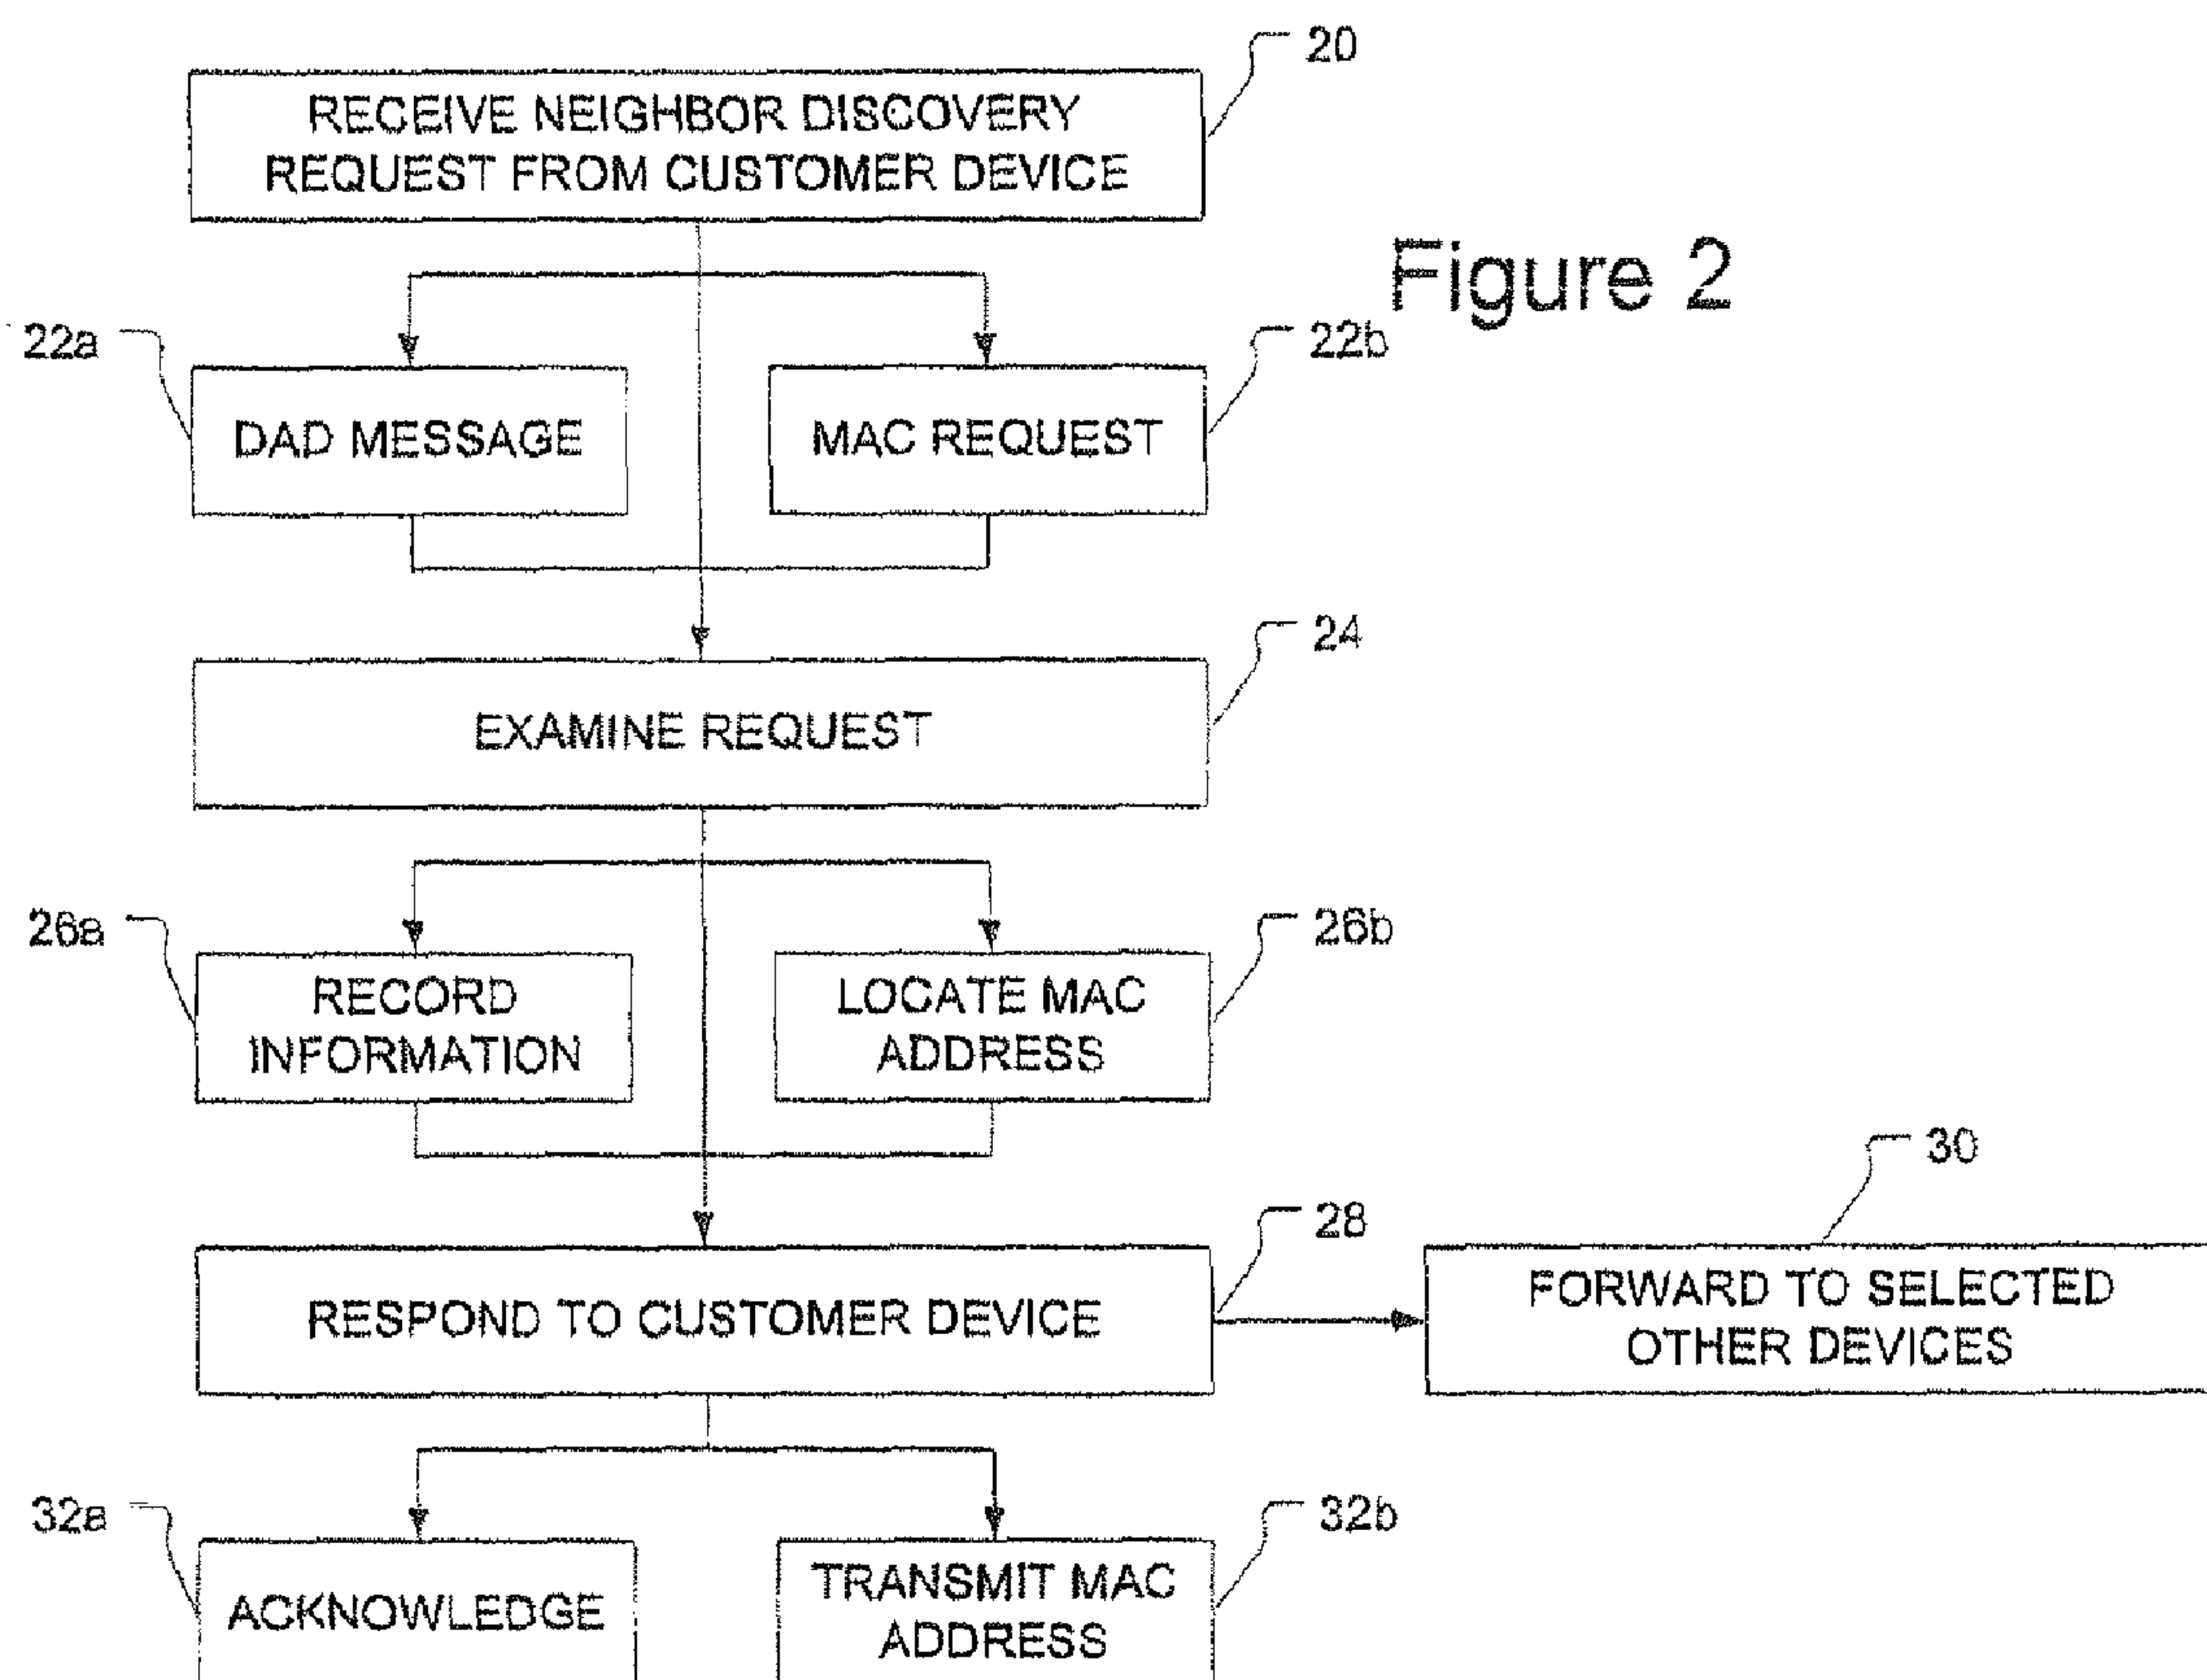 20
RECEIVE NEIGHBOR DISCOVERY
REQUEST FROM CUSTOMER DEVICE
Figure 2
22a
22b
DAD MESSAGE
MAC REQUEST
24
EXAMINE REQUEST
26a
26b
RECORD
INFORMATION
LOCATE MAC
ADDRESS
30
28
RESPOND TO CUSTOMER DEVICE
FORWARD TO SELECTED
OTHER DEVICES
32a
32b
ACKNOWLEDGE
TRANSMIT MAC
ADDRESS